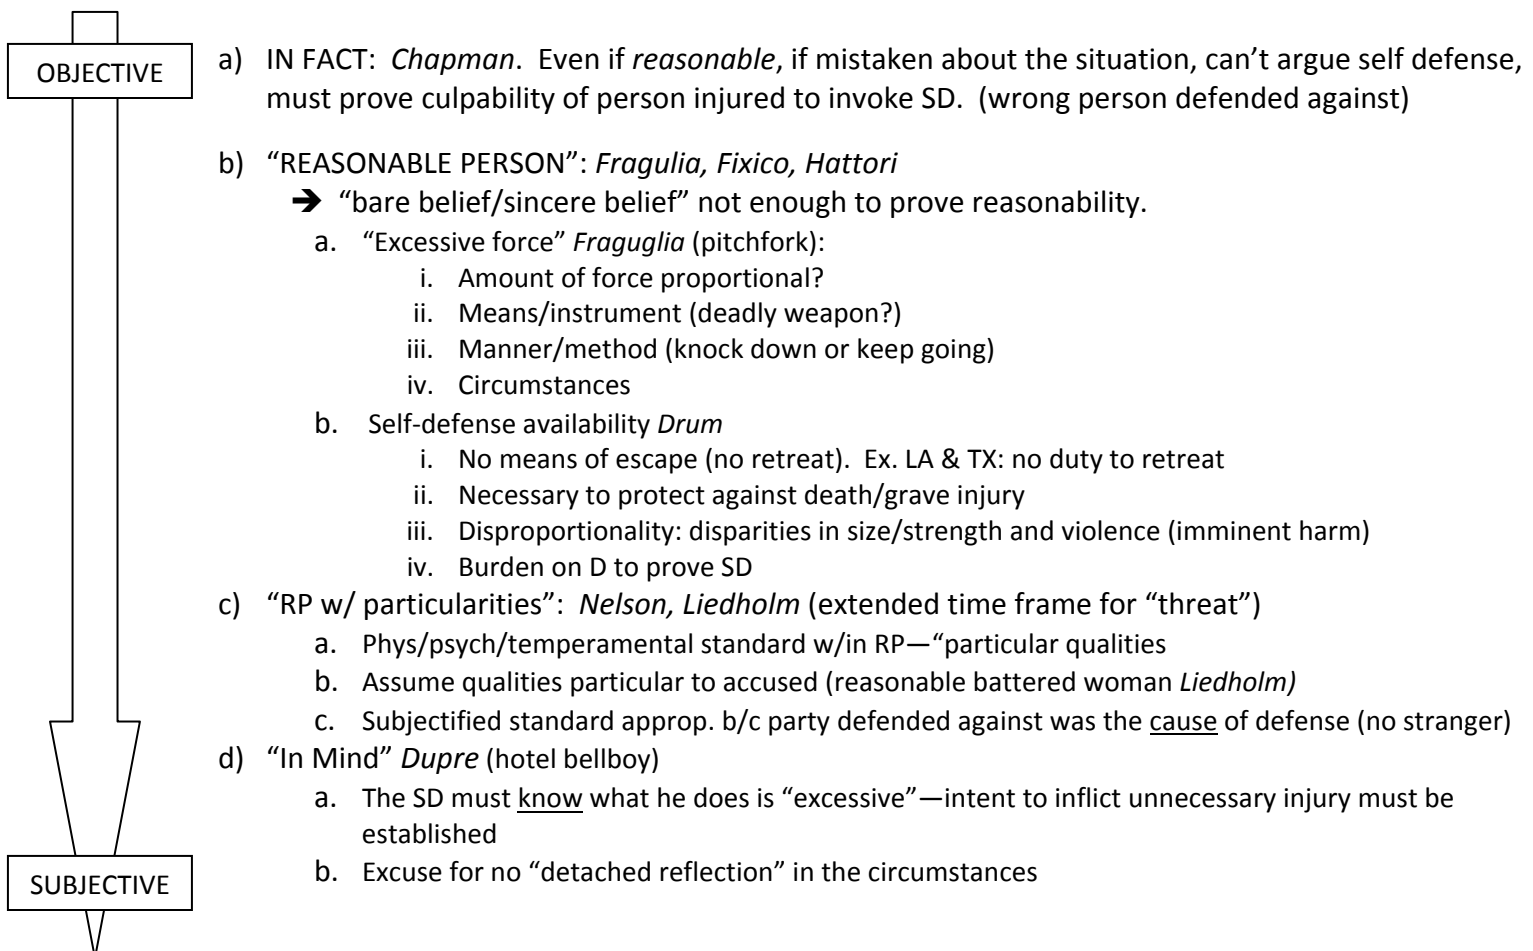 OBJECTIVE
a) IN FACT: Chapman. Even if reasonable, if mistaken about the situation, can’t argue self defense,
must prove culpability of person injured to invoke SD. (wrong person defended against)
b) “REASONABLE PERSON”: Fragulia, Fixico, Hattori
➔ “bare belief/sincere belief” not enough to prove reasonability.
a. “Excessive force” Fraguglia (pitchfork):
i. Amount of force proportional?
ii. Means/instrument (deadly weapon?)
iii. Manner/method (knock down or keep going)
iv. Circumstances
b. Self-defense availability Drum
i. No means of escape (no retreat). Ex. LA & TX: no duty to retreat
ii. Necessary to protect against death/grave injury
iii. Disproportionality: disparities in size/strength and violence (imminent harm)
iv. Burden on D to prove SD
c) “RP w/ particularities”: Nelson, Liedholm (extended time frame for “threat”)
a. Phys/psych/temperamental standard w/in RP—“particular qualities
b. Assume qualities particular to accused (reasonable battered woman Liedholm)
c. Subjectified standard approp. b/c party defended against was the cause of defense (no stranger)
d) “In Mind” Dupre (hotel bellboy)
a. The SD must know what he does is “excessive”—intent to inflict unnecessary injury must be
established
b. Excuse for no “detached reflection” in the circumstances
SUBJECTIVE